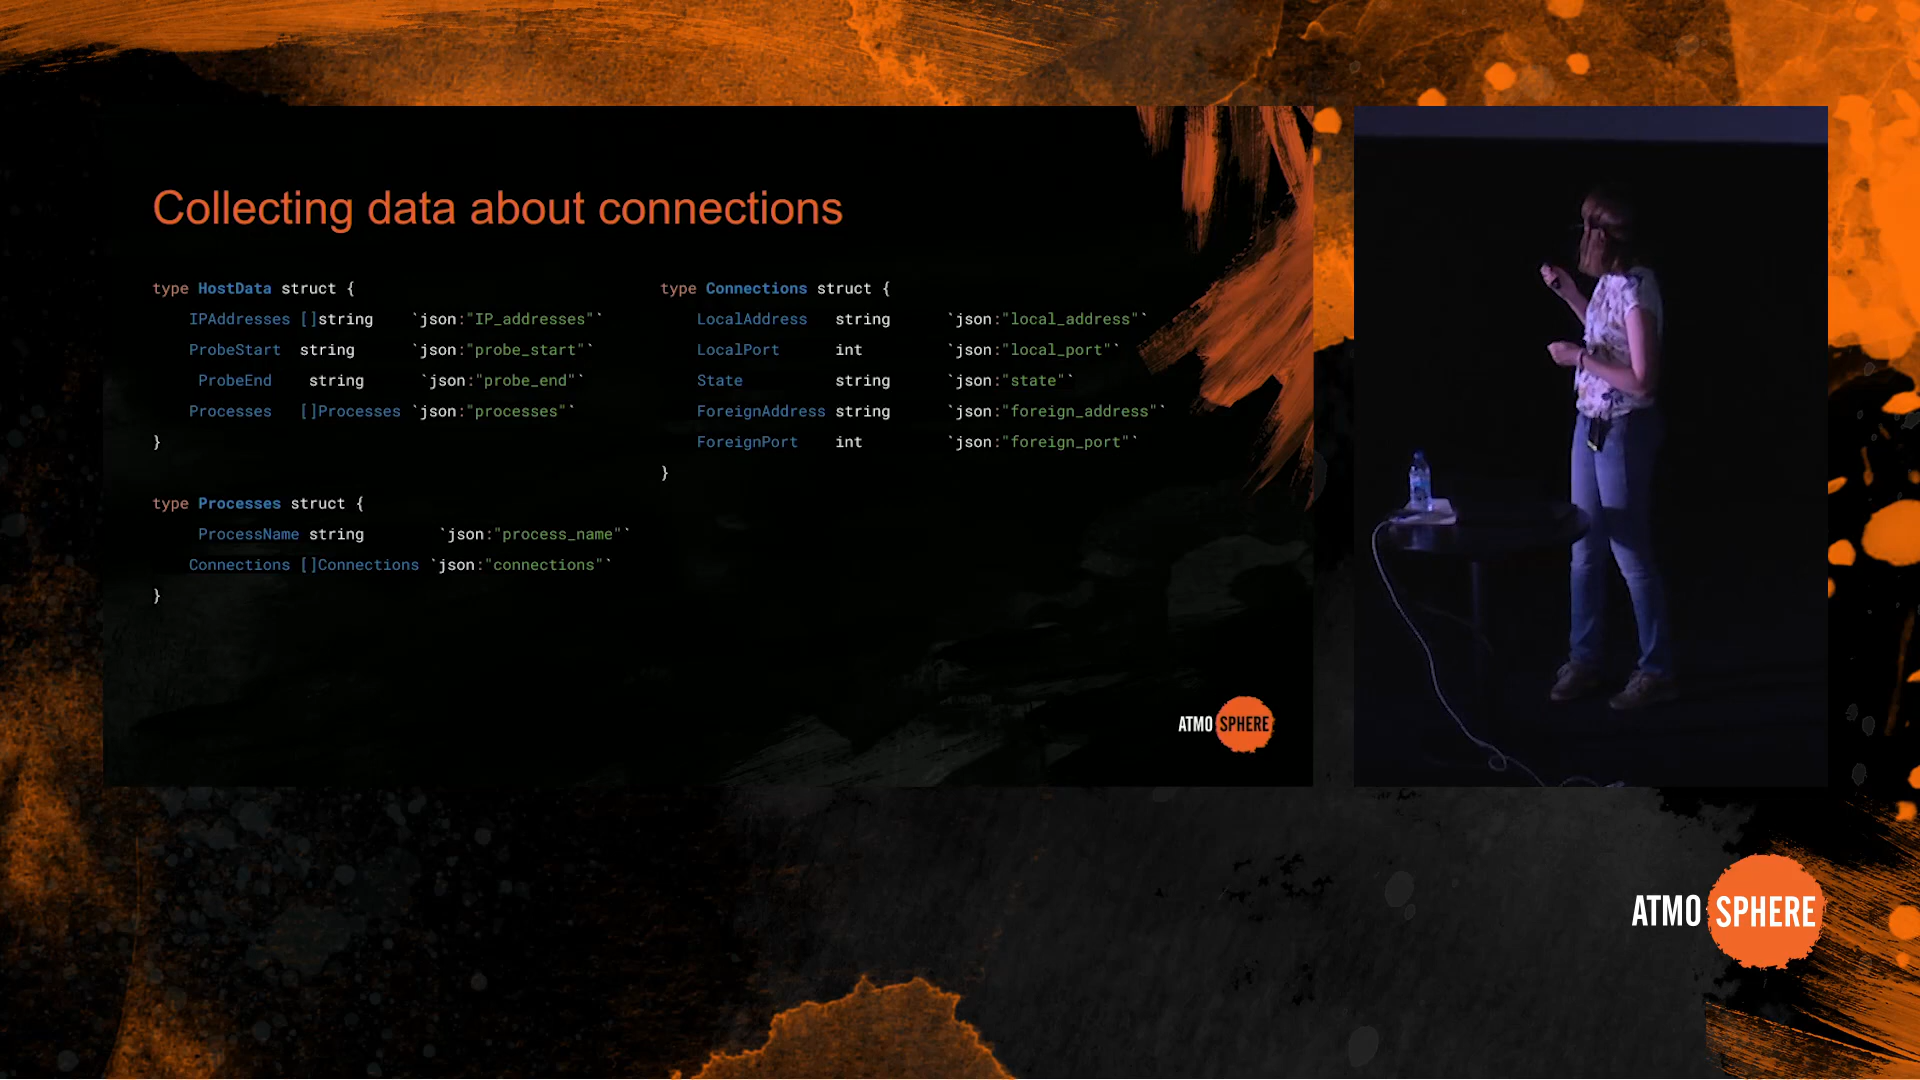 Collecting data about connections
type HostData struct {
IPAddresses []string `json:"IP_addresses"`
ProbeStart string `json:"probe_start"`
ProbeEnd string `json:"probe_end"`
Processes []Processes `json:"processes"`
}
type Processes struct {
ProcessName string `json:"process_name"`
Connections []Connections `json:"connections"`
}
type Connections struct {
LocalAddress string `json:"local_address"`
LocalPort int `json:"local_port"`
State string `json:"state"`
ForeignAddress string `json:"foreign_address"`
ForeignPort int `json:"foreign_port"`
}
ATMO SPHERE
ATMO SPHERE